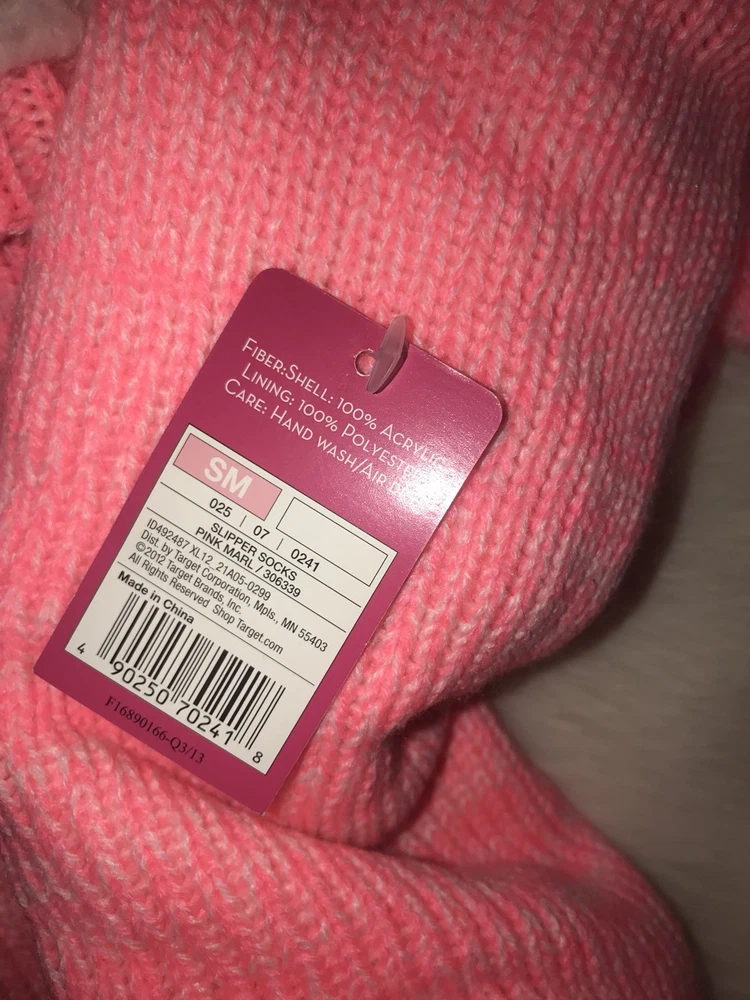 FIBER:SHELL: 100% ACRYLIC
LINING: 100% POLYESTER
CARE: HAND WASH/AIR
SM
025 | 07 | 0241
SLIPPER SOCKS
PINK MARL / 306339
ID492487 XL12_21A05-0299
Dist. by Target Corporation, Mpls., MN 55403
©2012 Target Brands, Inc.
All Rights Reserved Shop Target.com
Made in China
4 90250 70241 8
F16890166-Q3/13